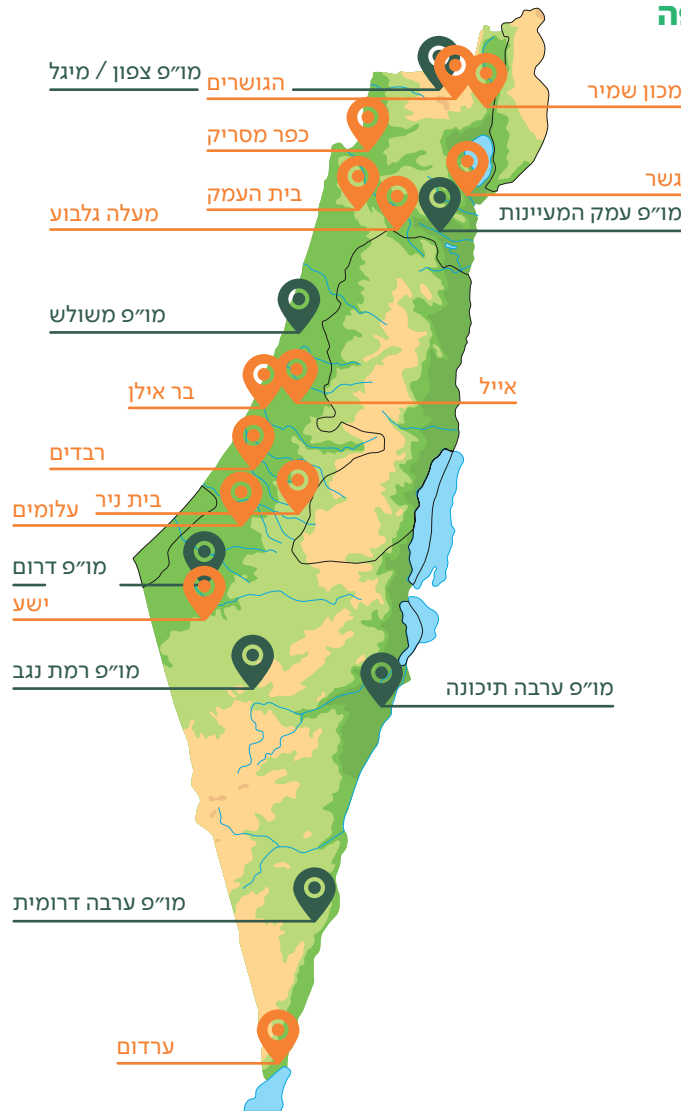 מו״פ צפון / מיגל
הגושרים
מכון שמיר
כפר מסריק
גשר
בית העמק
מעלה גלבוע
מו״פ עמק המעיינות
מו״פ משולש
אייל
בר אילן
רבדים
בית ניר
עלומים
מו״פ דרום
ישע
מו״פ רמת נגב
מו״פ ערבה תיכונה
מו״פ ערבה דרומית
ערדום